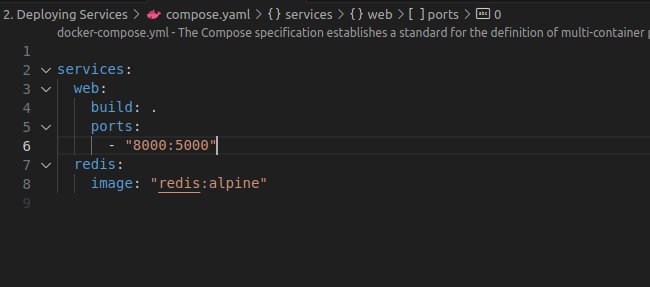 2. Deploying Services > compose.yaml > {} services > {} web > [ ] ports > abc 0
docker-compose.yml - The Compose specification establishes a standard for the definition of multi-container
1
2 services:
3 web:
4 build: .
5 ports:
6 - "8000:5000"
7 redis:
8 image: "redis:alpine"
9